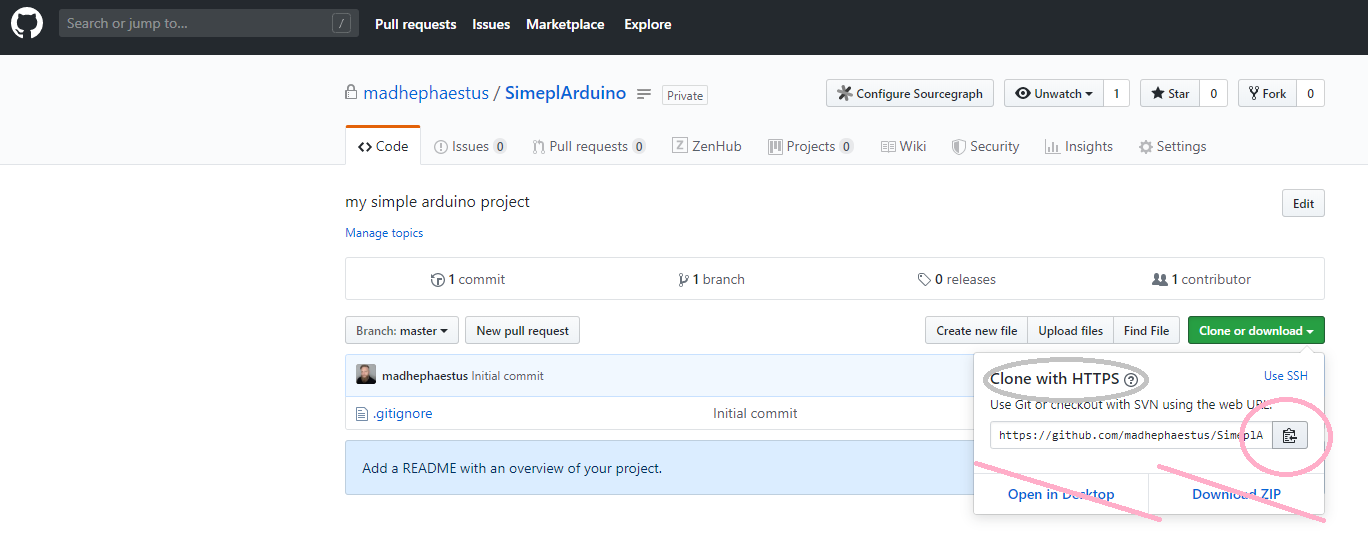 Search or jump to... / Pull requests Issues Marketplace Explore
madhephaestus / SimeplArduino Private Configure Sourcegraph Unwatch 1 Star 0 Fork 0
<> Code Issues 0 Pull requests 0 Z ZenHub Projects 0 Wiki Security Insights Settings
my simple arduino project Edit
Manage topics
1 commit 1 branch 0 releases 1 contributor
Branch: master New pull request Create new file Upload files Find File Clone or download
madhephaestus Initial commit
.gitignore Initial commit
Add a README with an overview of your project.
Clone with HTTPS ? Use SSH
Use Git or checkout with SVN using the web URL.
https://github.com/madhephaestus/SimeplA
Open in Desktop Download ZIP